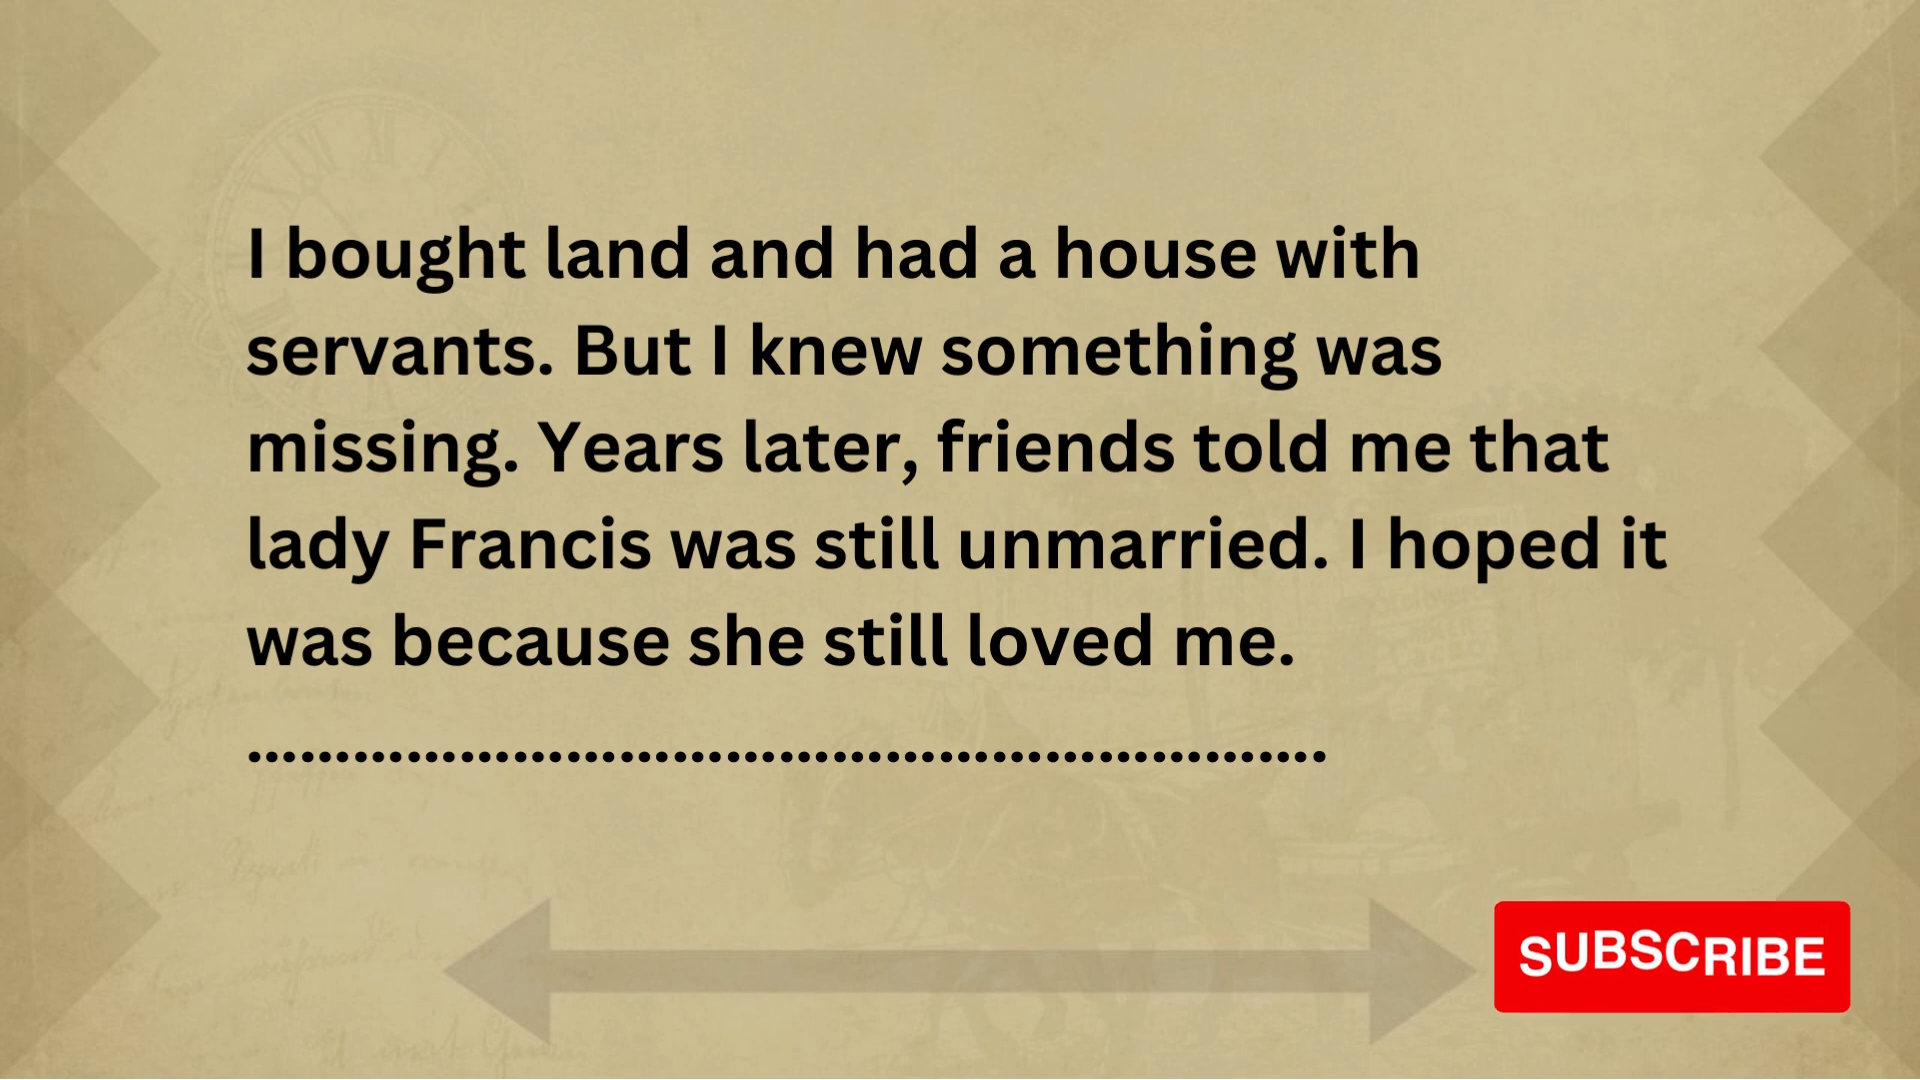 I bought land and had a house with
servants. But I knew something was
missing. Years later, friends told me that
lady Francis was still unmarried. I hoped it
was because she still loved me.
.............................................................
SUBSCRIBE